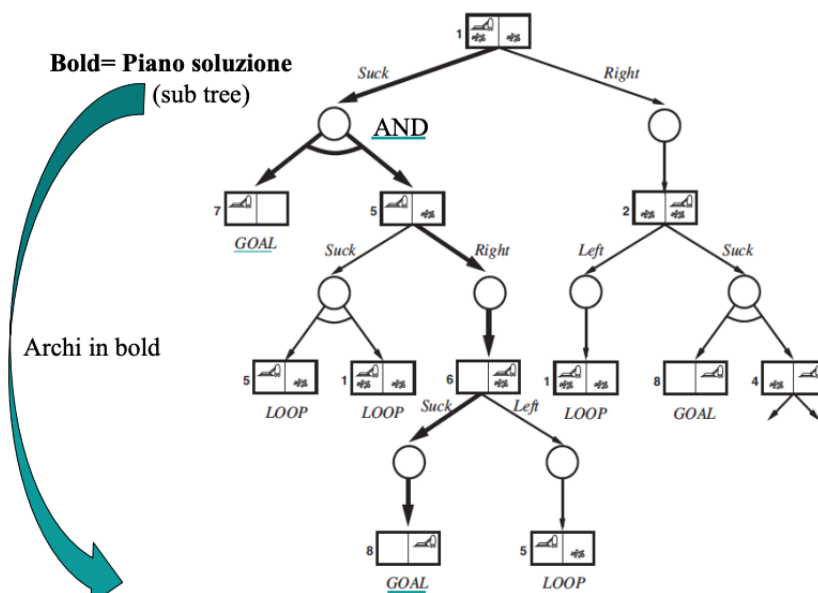 1
Bold= Piano soluzione
(sub tree)
Suck
Right
AND
7
5
2
GOAL
Suck
Right
Left
Suck
Archi in bold
5
1
6
1
8
4
LOOP
LOOP
Suck
Left
LOOP
GOAL
8
5
GOAL
LOOP